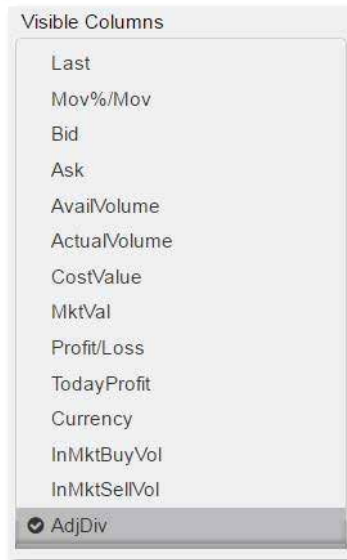 Visible Columns
Last
Mov%/Mov
Bid
Ask
AvailVolume
ActualVolume
CostValue
MktVal
Profit/Loss
TodayProfit
Currency
InMktBuyVol
InMktSellVol
AdjDiv